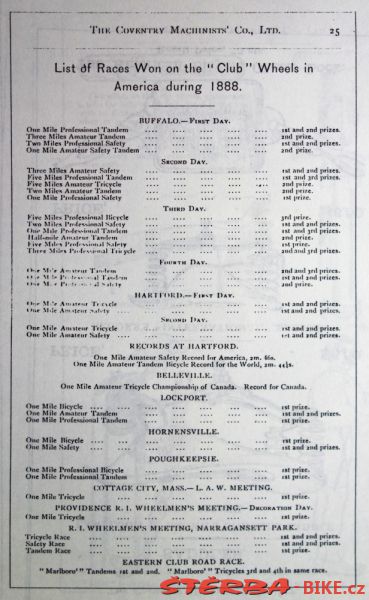 The Coventry Machinists' Co., Ltd. 25
List of Races Won on the "Club" Wheels in
America during 1888.
BUFFALO.—First Day.
One Mile Professional Tandem .... .... .... .... .... 1st and 2nd prizes.
Three Miles Amateur Tandem .... .... .... .... .... 2nd prize.
Two Miles Professional Safety .... .... .... .... .... 1st and 2nd prizes.
One Mile Amateur Safety Tandem .... .... .... .... .... 2nd prize.
Second Day.
Three Miles Amateur Safety .... .... .... .... .... 1st and 2nd prizes.
Five Miles Professional Tandem .... .... .... .... .... 1st and 3rd prizes.
Five Miles Amateur Tricycle .... .... .... .... .... 2nd prize.
Two Miles Amateur Tandem .... .... .... .... .... 2nd prize.
One Mile Professional Safety .... .... .... .... .... 1st prize.
Third Day.
Five Miles Professional Bicycle .... .... .... .... .... 3rd prize.
Two Miles Professional Safety .... .... .... .... .... 1st and 2nd prizes.
One Mile Professional Tandem .... .... .... .... .... 1st and 2nd prizes.
Half-mile Amateur Tandem .... .... .... .... .... 2nd prize.
Five Miles Professional Safety .... .... .... .... .... 1st prize.
Three Miles Professional Tricycle .... .... .... .... .... 2nd and 3rd prizes.
Fourth Day.
One Mile Amateur Tandem .... .... .... .... .... 2nd and 3rd prizes.
One Mile Professional Tandem .... .... .... .... .... 1st and 2nd prizes.
One Mile Professional Safety .... .... .... .... .... 1st and 2nd prizes.
HARTFORD.—First Day.
One Mile Amateur Tricycle .... .... .... .... .... 1st and 2nd prizes.
One Mile Amateur Safety .... .... .... .... .... 1st and 2nd prizes.
Second Day.
One Mile Amateur Tricycle .... .... .... .... .... 1st and 2nd prizes.
One Mile Amateur Safety .... .... .... .... .... 1st and 2nd prizes.
RECORDS AT HARTFORD.
One Mile Amateur Safety Record for America, 2m.
One Mile Amateur Tandem Bicycle Record for the World, 2m.
BELLEVILLE.
One Mile Amateur Tricycle Championship of Canada. Record for Canada.
LOCKPORT.
One Mile Bicycle .... .... .... .... .... .... 1st prize.
One Mile Amateur Tandem .... .... .... .... .... 1st and 2nd prizes.
One Mile Professional Tandem .... .... .... .... .... 1st prize.
HORNENSVILLE.
One Mile Bicycle .... .... .... .... .... .... 1st prize.
One Mile Safety .... .... .... .... .... .... 1st and 2nd prizes.
POUGHKEEPSIE.
One Mile Professional Bicycle .... .... .... .... .... 1st prize.
One Mile Professional Tandem .... .... .... .... .... 1st prize.
COTTAGE CITY, MASS.—L. A. W. MEETING.
One Mile Tricycle .... .... .... .... .... .... 1st prize.
PROVIDENCE R. I. WHEELMEN'S MEETING.—Decoration Day.
One Mile Tricycle .... .... .... .... .... .... 1st prize.
R. I. WHEELMEN'S MEETING, NARRAGANSETT PARK.
Tricycle Race .... .... .... .... .... .... 1st and 2nd prizes.
Safety Race .... .... .... .... .... .... 1st and 2nd prizes.
Tandem Race .... .... .... .... .... .... 1st prize.
EASTERN CLUB ROAD RACE.
"Marlboro'" Tandems 1st and 2nd. "Marlboro'" Tricycles 3rd and 4th in same race.
ŠTĚRBA-BIKE.cz